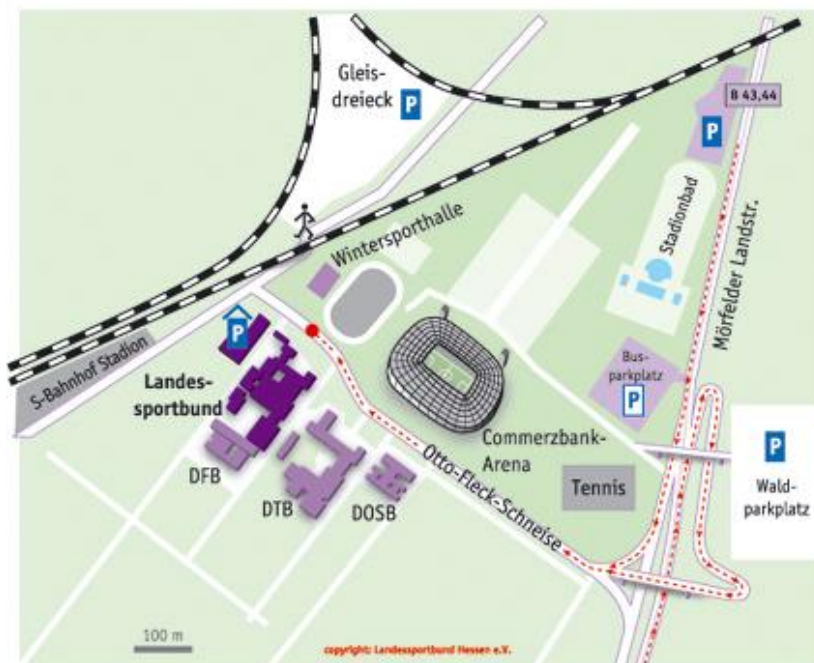 Gleis-
dreieck
P
B 43,44
P
Wintersporthalle
Stadionbad
Mörfelder Landstr.
P
S-Bahnhof Stadion
Landes-
sportbund
Bus-
parkplatz
P
Commerzbank-
Arena
Otto-Fleck-Schneise
Tennis
P
Wald-
parkplatz
DFB
DTB
DOSB
100 m
copyright: Landessportbund Hessen e.V.